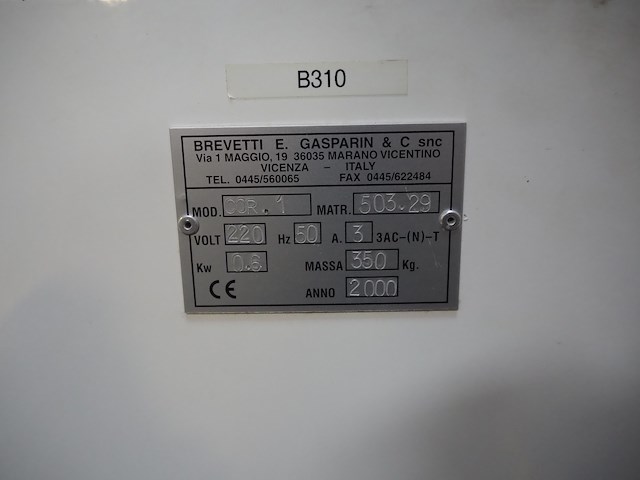 B310
BREVETTI E. GASPARIN & C snc
Via 1 MAGGIO, 19 36035 MARANO VICENTINO
VICENZA - ITALY
TEL. 0445/560065 FAX 0445/622484
MOD. CCR.1 MATR. 503.29
VOLT 220 Hz 50 A. 3 3AC-(N)-T
Kw 0.6 MASSA 350 Kg.
CE ANNO 2000